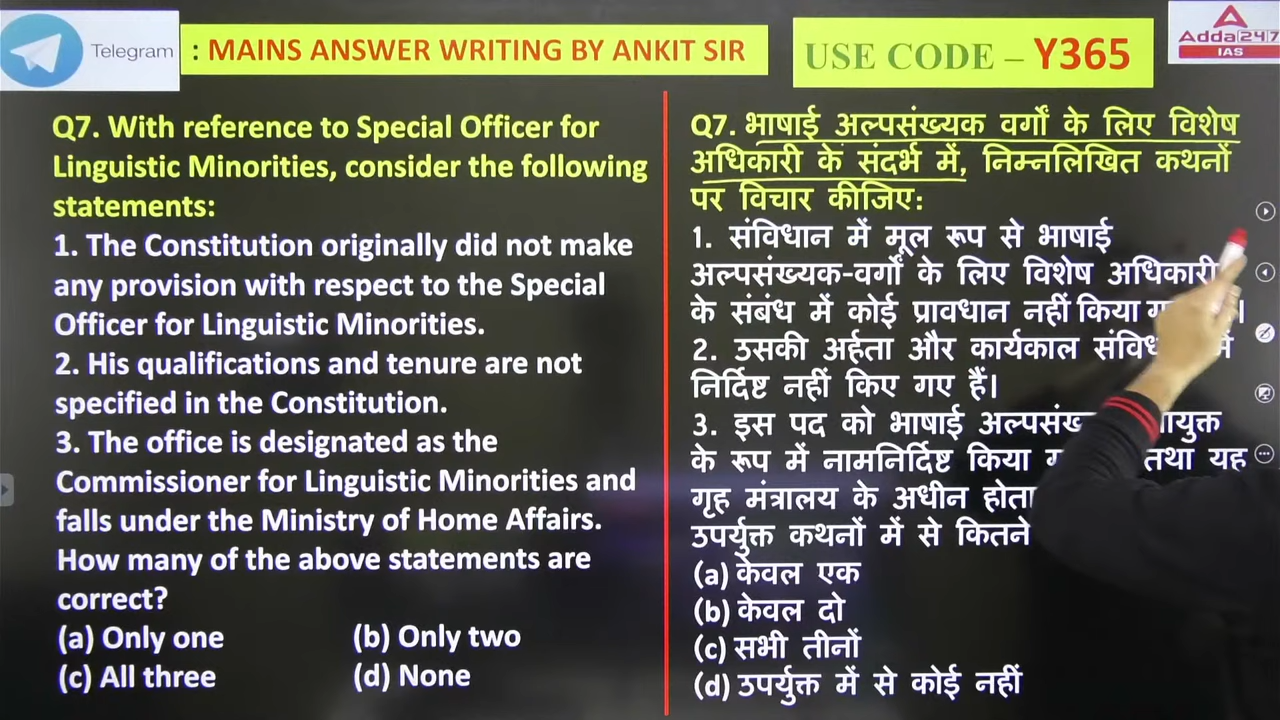 Telegram
: MAINS ANSWER WRITING BY ANKIT SIR
USE CODE – Y365
Adda 247
IAS
Q7. With reference to Special Officer for
Linguistic Minorities, consider the following
statements:
1. The Constitution originally did not make
any provision with respect to the Special
Officer for Linguistic Minorities.
2. His qualifications and tenure are not
specified in the Constitution.
3. The office is designated as the
Commissioner for Linguistic Minorities and
falls under the Ministry of Home Affairs.
How many of the above statements are
correct?
(a) Only one (b) Only two
(c) All three (d) None
Q7. भाषाई अल्पसंख्यक वर्गों के लिए विशेष
अधिकारी के संदर्भ में, निम्नलिखित कथनों
पर विचार कीजिए:
1. संविधान में मूल रूप से भाषाई
अल्पसंख्यक-वर्गों के लिए विशेष अधिकारी
के संबंध में कोई प्रावधान नहीं किया
2. उसकी अर्हता और कार्यकाल
निर्दिष्ट नहीं किए गए हैं।
3. इस पद को भाषाई
के रूप में नामनिर्दिष्ट किया तथा यह
गृह मंत्रालय के अधीन होता
उपर्युक्त कथनों में से कितने
(a) केवल एक
(b) केवल दो
(c) सभी तीनों
(d) उपर्युक्त में से कोई नहीं